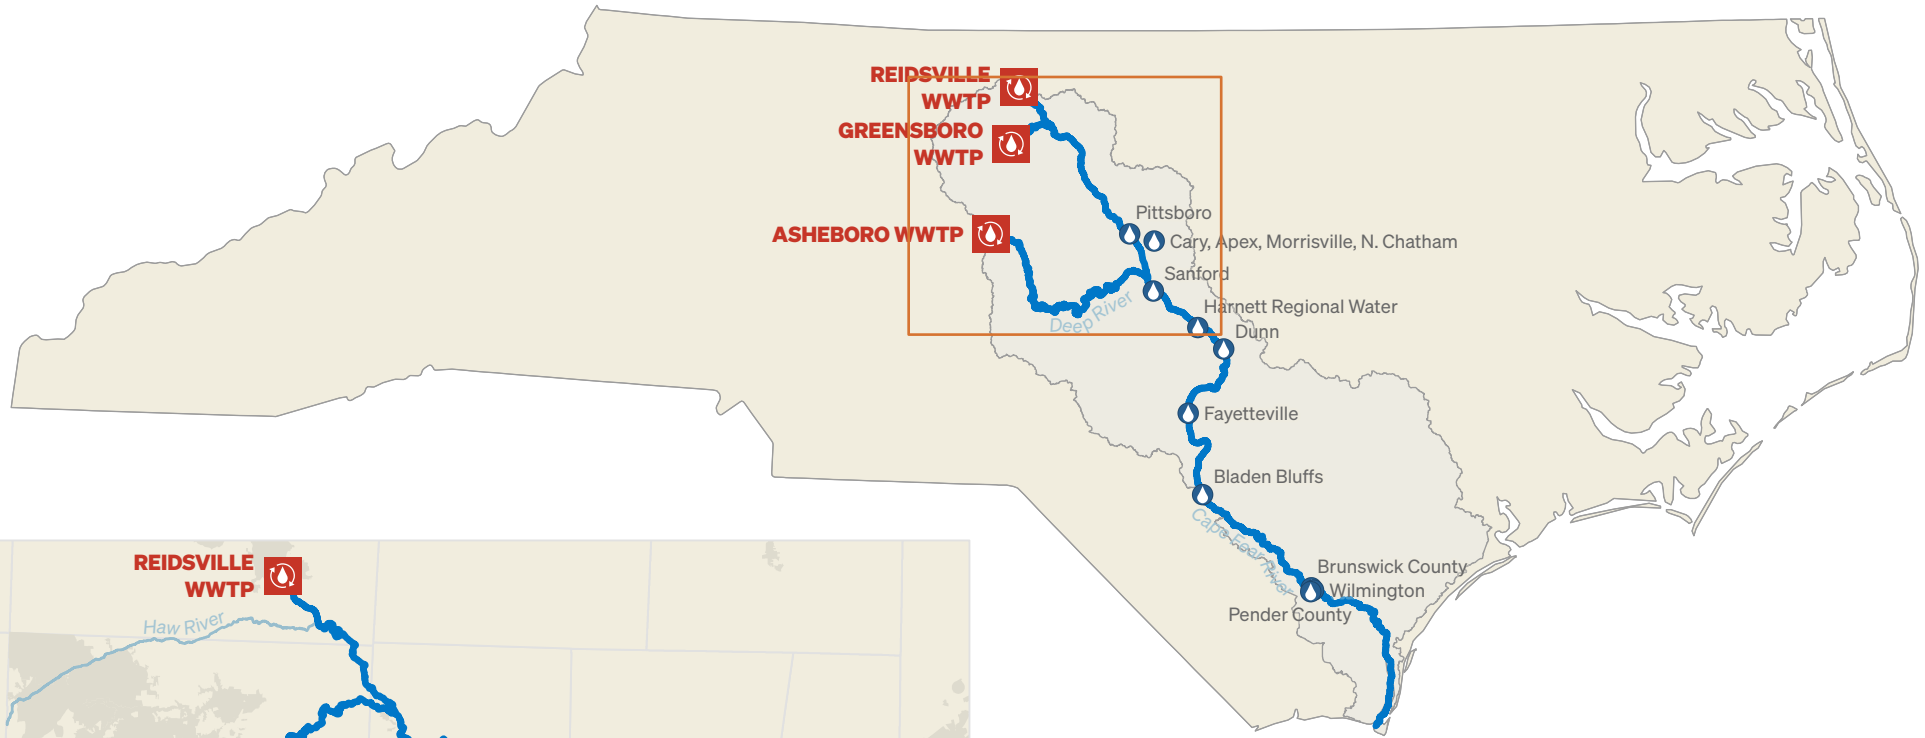 REIDSVILLE
WWTP
GREENSBORO
WWTP
ASHEBORO WWTP
Pittsboro
Cary, Apex, Morrisville, N. Chatham
Sanford
Deep River
Harnett Regional Water
Dunn
Fayetteville
Bladen Bluffs
Cape Fear River
Brunswick County
Wilmington
Pender County
REIDSVILLE
WWTP
Haw River